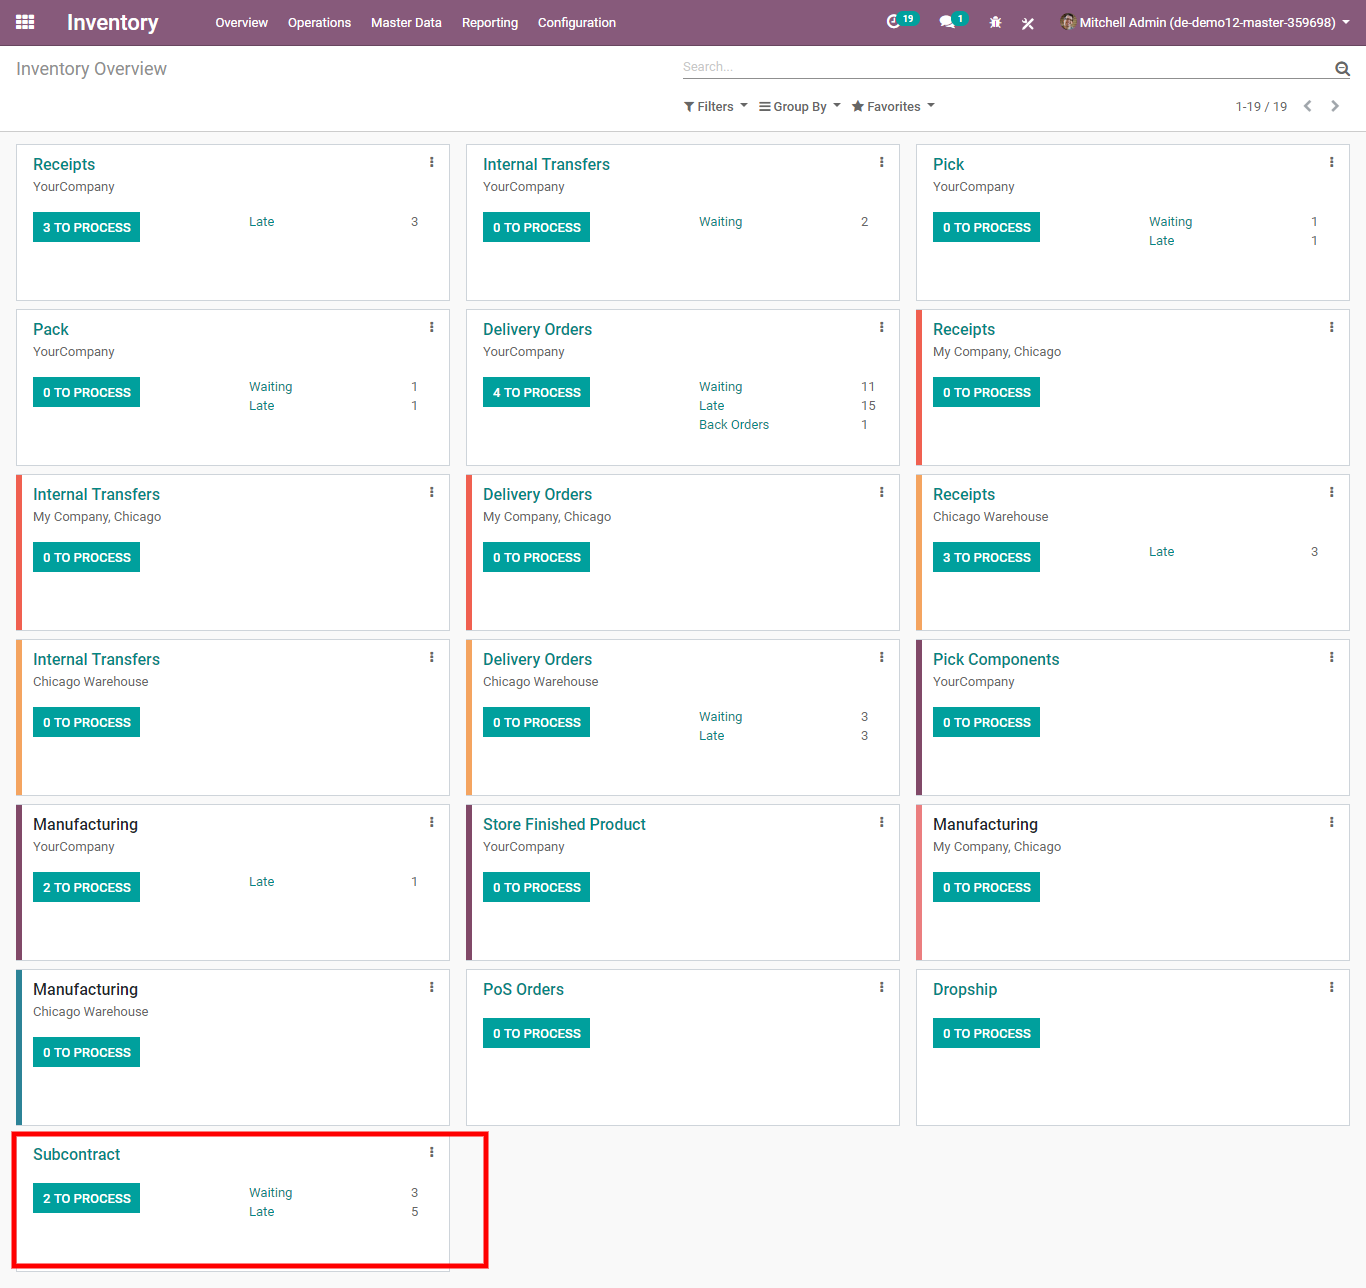 Inventory Overview Operations Master Data Reporting Configuration 19 1 Mitchell Admin (de-demo12-master-359698)
Inventory Overview
Search...
Filters Group By Favorites 1-19 / 19
Receipts
YourCompany
3 TO PROCESS
Late 3
Internal Transfers
YourCompany
0 TO PROCESS
Waiting 2
Pick
YourCompany
0 TO PROCESS
Waiting 1
Late 1
Pack
YourCompany
0 TO PROCESS
Waiting 1
Late 1
Delivery Orders
YourCompany
4 TO PROCESS
Waiting 11
Late 15
Back Orders 1
Receipts
My Company, Chicago
0 TO PROCESS
Internal Transfers
My Company, Chicago
0 TO PROCESS
Delivery Orders
My Company, Chicago
0 TO PROCESS
Receipts
Chicago Warehouse
3 TO PROCESS
Late 3
Internal Transfers
Chicago Warehouse
0 TO PROCESS
Delivery Orders
Chicago Warehouse
0 TO PROCESS
Waiting 3
Late 3
Pick Components
YourCompany
0 TO PROCESS
Manufacturing
YourCompany
2 TO PROCESS
Late 1
Store Finished Product
YourCompany
0 TO PROCESS
Manufacturing
My Company, Chicago
0 TO PROCESS
Manufacturing
Chicago Warehouse
0 TO PROCESS
PoS Orders
0 TO PROCESS
Dropship
0 TO PROCESS
Subcontract
2 TO PROCESS
Waiting 3
Late 5